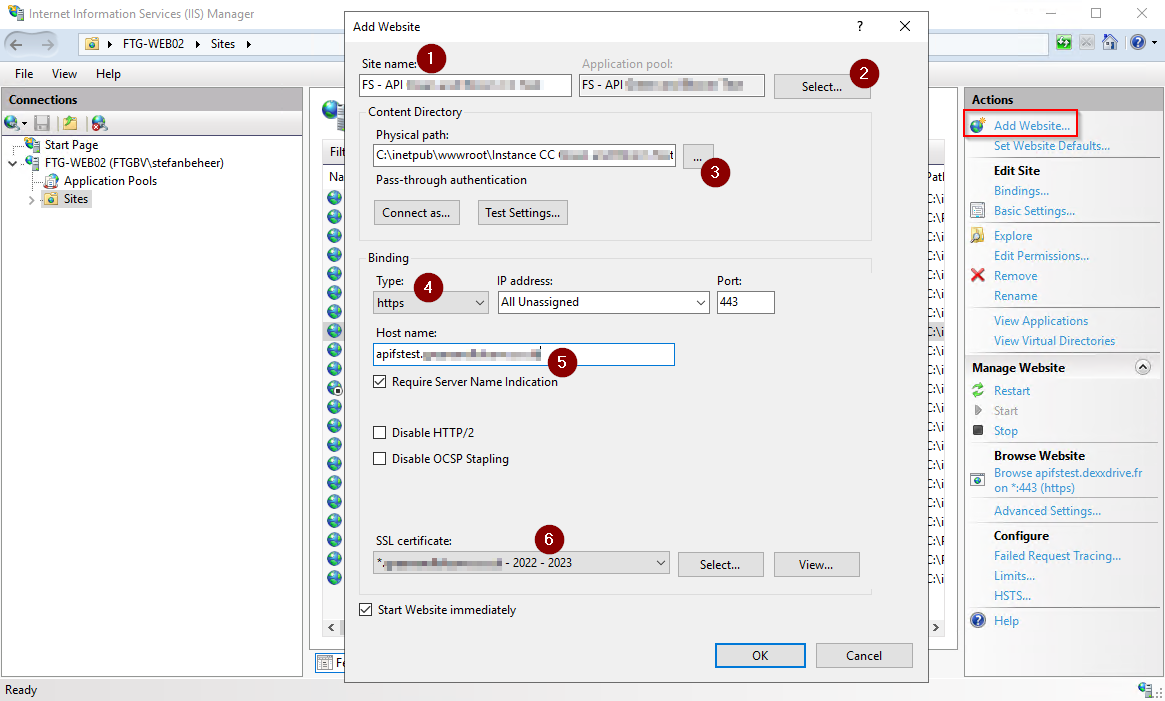 Internet Information Services (IIS) Manager
FTG-WEB02 Sites
File View Help
Connections
Start Page
FTG-WEB02 (FTGBV\stefanbeheer)
Application Pools
Sites
Filt
Na
Fe
Add Website
?
Site name:
1
Application pool:
FS - API
FS - API
Select...
2
Content Directory
Physical path:
C:\inetpub\wwwroot\Instance CC
...
3
Pass-through authentication
Connect as...
Test Settings...
Binding
Type:
4
IP address:
Port:
https
All Unassigned
443
Host name:
apifstest.
5
Require Server Name Indication
Disable HTTP/2
Disable OCSP Stapling
SSL certificate:
6
*. - 2022 - 2023
Select...
View...
Start Website immediately
OK
Cancel
Actions
Add Website...
Set Website Defaults...
Edit Site
Bindings...
Basic Settings...
Explore
Edit Permissions...
Remove
Rename
View Applications
View Virtual Directories
Manage Website
Restart
Start
Stop
Browse Website
Browse apifstest.dexxdrive.fr
on *:443 (https)
Advanced Settings...
Configure
Failed Request Tracing...
Limits...
HSTS...
Help
Ready